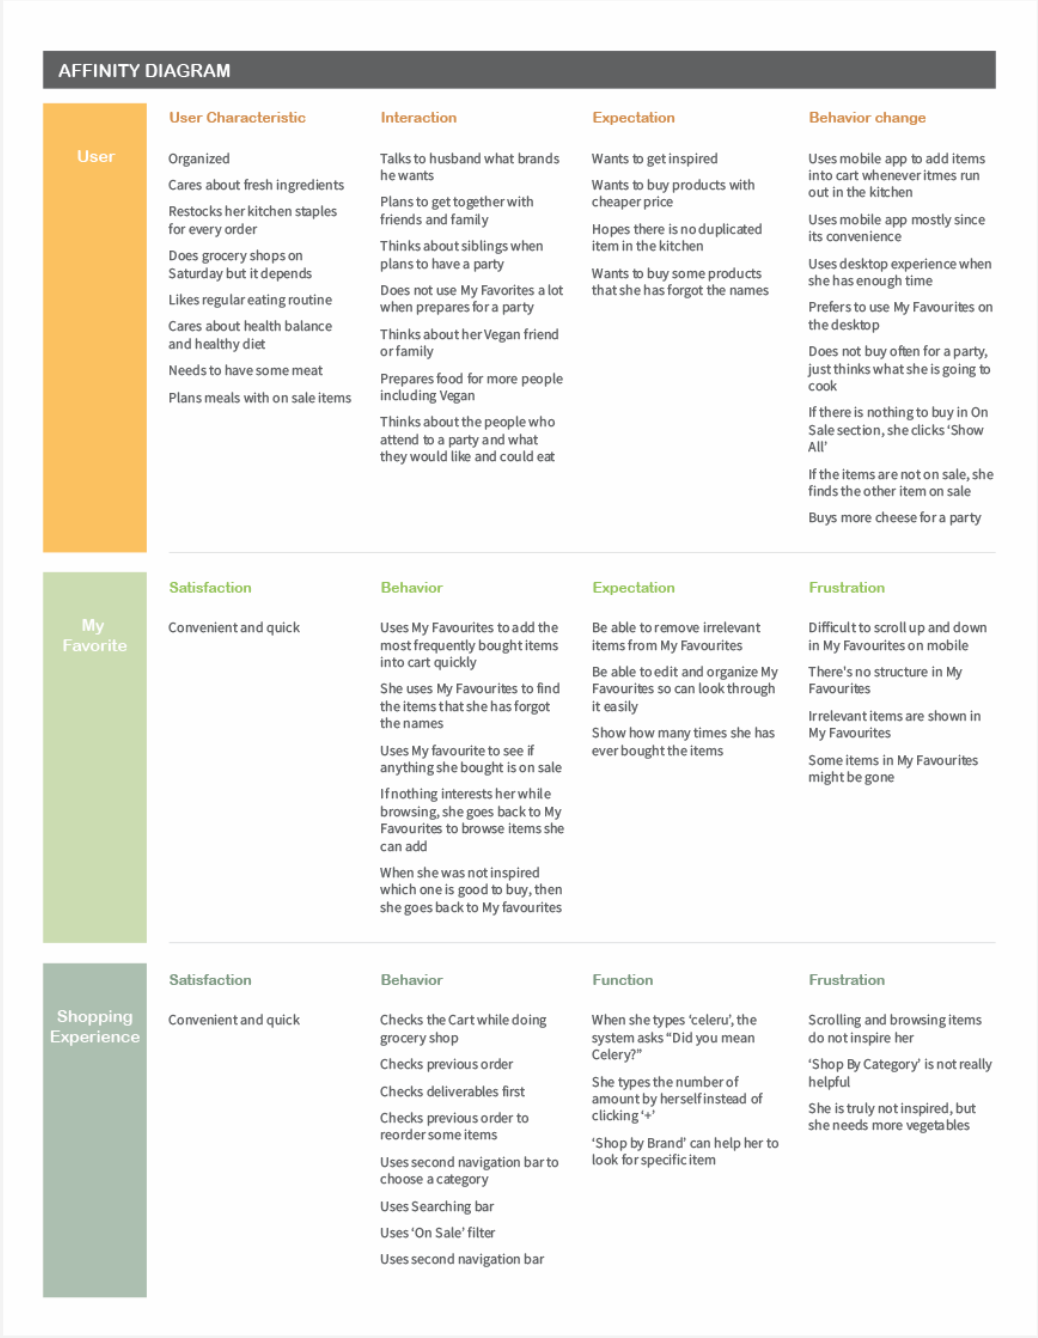 AFFINITY DIAGRAM
User
User Characteristic
Organized
Cares about fresh ingredients
Restocks her kitchen staples
for every order
Does grocery shops on
Saturday but it depends
Likes regular eating routine
Cares about health balance
and healthy diet
Needs to have some meat
Plans meals with on sale items
Interaction
Talks to husband what brands
he wants
Plans to get together with
friends and family
Thinks about siblings when
plans to have a party
Does not use My Favorites a lot
when prepares for a party
Thinks about her Vegan friend
or family
Prepares food for more people
including Vegan
Thinks about the people who
attend to a party and what
they would like and could eat
Expectation
Wants to get inspired
Wants to buy products with
cheaper price
Hopes there is no duplicated
item in the kitchen
Wants to buy some products
that she has forgot the names
Behavior change
Uses mobile app to add items
into cart whenever itmes run
out in the kitchen
Uses mobile app mostly since
its convenience
Uses desktop experience when
she has enough time
Prefers to use My Favourites on
the desktop
Does not buy often for a party,
just thinks what she is going to
cook
If there is nothing to buy in On
Sale section, she clicks ‘Show
All’
If the items are not on sale, she
finds the other item on sale
Buys more cheese for a party
My
Favorite
Satisfaction
Convenient and quick
Behavior
Uses My Favourites to add the
most frequently bought items
into cart quickly
She uses My Favourites to find
the items that she has forgot
the names
Uses My favourite to see if
anything she bought is on sale
If nothing interests her while
browsing, she goes back to My
Favourites to browse items she
can add
When she was not inspired
which one is good to buy, then
she goes back to My favourites
Expectation
Be able to remove irrelevant
items from My Favourites
Be able to edit and organize My
Favourites so can look through
it easily
Show how many times she has
ever bought the items
Frustration
Difficult to scroll up and down
in My Favourites on mobile
There's no structure in My
Favourites
Irrelevant items are shown in
My Favourites
Some items in My Favourites
might be gone
Shopping
Experience
Satisfaction
Convenient and quick
Behavior
Checks the Cart while doing
grocery shop
Checks previous order
Checks deliverables first
Checks previous order to
reorder some items
Uses second navigation bar to
choose a category
Uses Searching bar
Uses ‘On Sale’ filter
Uses second navigation bar
Function
When she types ‘celeru’, the
system asks “Did you mean
Celery?”
She types the number of
amount by herself instead of
clicking ‘+’
‘Shop by Brand’ can help her to
look for specific item
Frustration
Scrolling and browsing items
do not inspire her
‘Shop By Category’ is not really
helpful
She is truly not inspired, but
she needs more vegetables